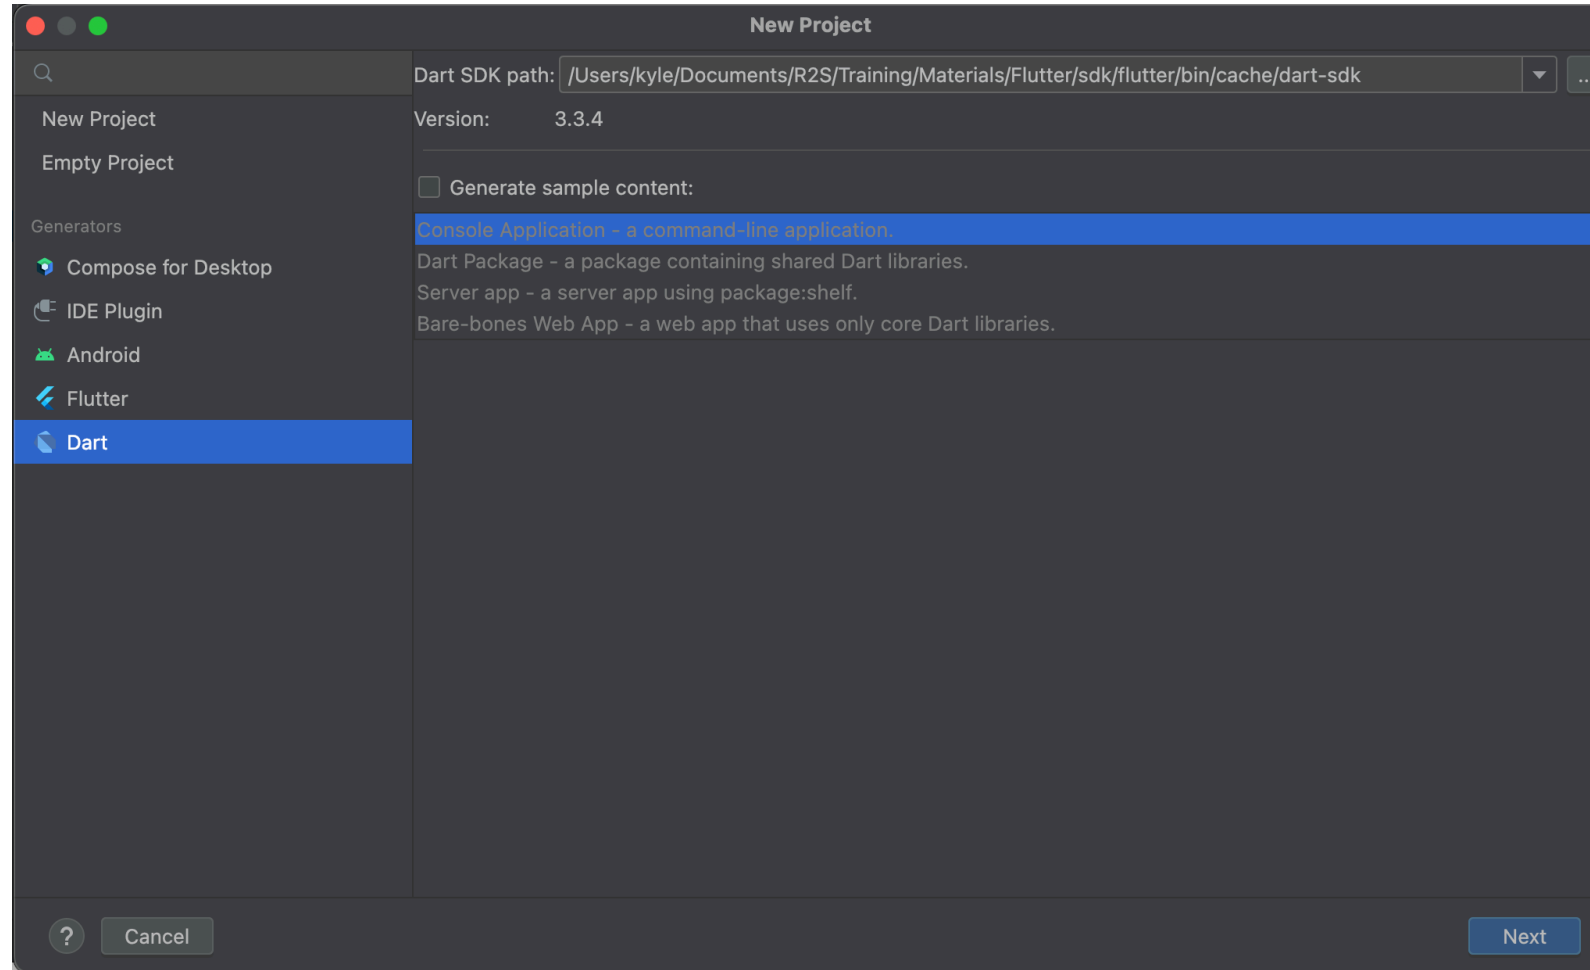 New Project
Dart SDK path: /Users/kyle/Documents/R2S/Training/Materials/Flutter/sdk/flutter/bin/cache/dart-sdk ..
Version: 3.3.4
New Project
Empty Project
Generators
Compose for Desktop
IDE Plugin
Android
Flutter
Dart
Generate sample content:
Console Application - a command-line application.
Dart Package - a package containing shared Dart libraries.
Server app - a server app using package:shelf.
Bare-bones Web App - a web app that uses only core Dart libraries.
? Cancel
Next